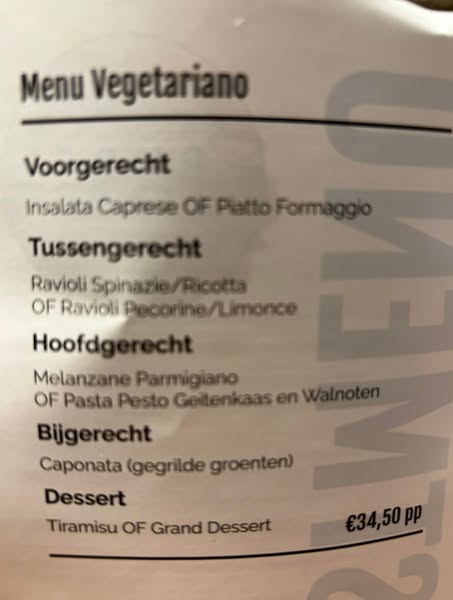 Menu Vegetariano
Voorgerecht
Insalata Caprese OF Piatto Formaggio
Tussengerecht
Ravioli Spinazie/Ricotta
OF Ravioli Pecorine/Limonce
Hoofdgerecht
Melanzane Parmigiano
OF Pasta Pesto Geitenkaas en Walnoten
Bijgerecht
Caponata (gegrilde groenten)
Dessert
Tiramisu OF Grand Dessert
€34,50 pp